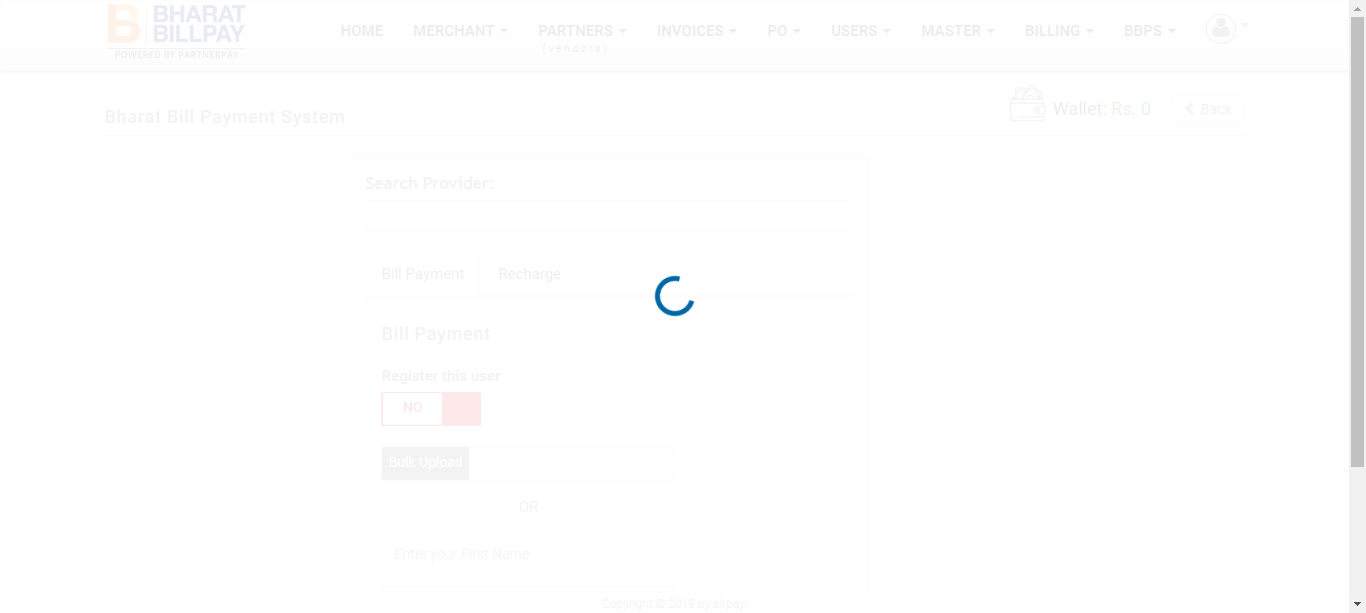 BHARAT
BILLPAY
POWERED BY PARTNERPAY
HOME MERCHANT PARTNERS INVOICES PO USERS MASTER BILLING BBPS
(vendors)
Bharat Bill Payment System
Wallet: Rs. 0
Back
Search Provider:
Bill Payment Recharge
Bill Payment
Register this user
NO
Bulk Upload
OR
Enter your First Name
Copyright © 2019 by airpay.